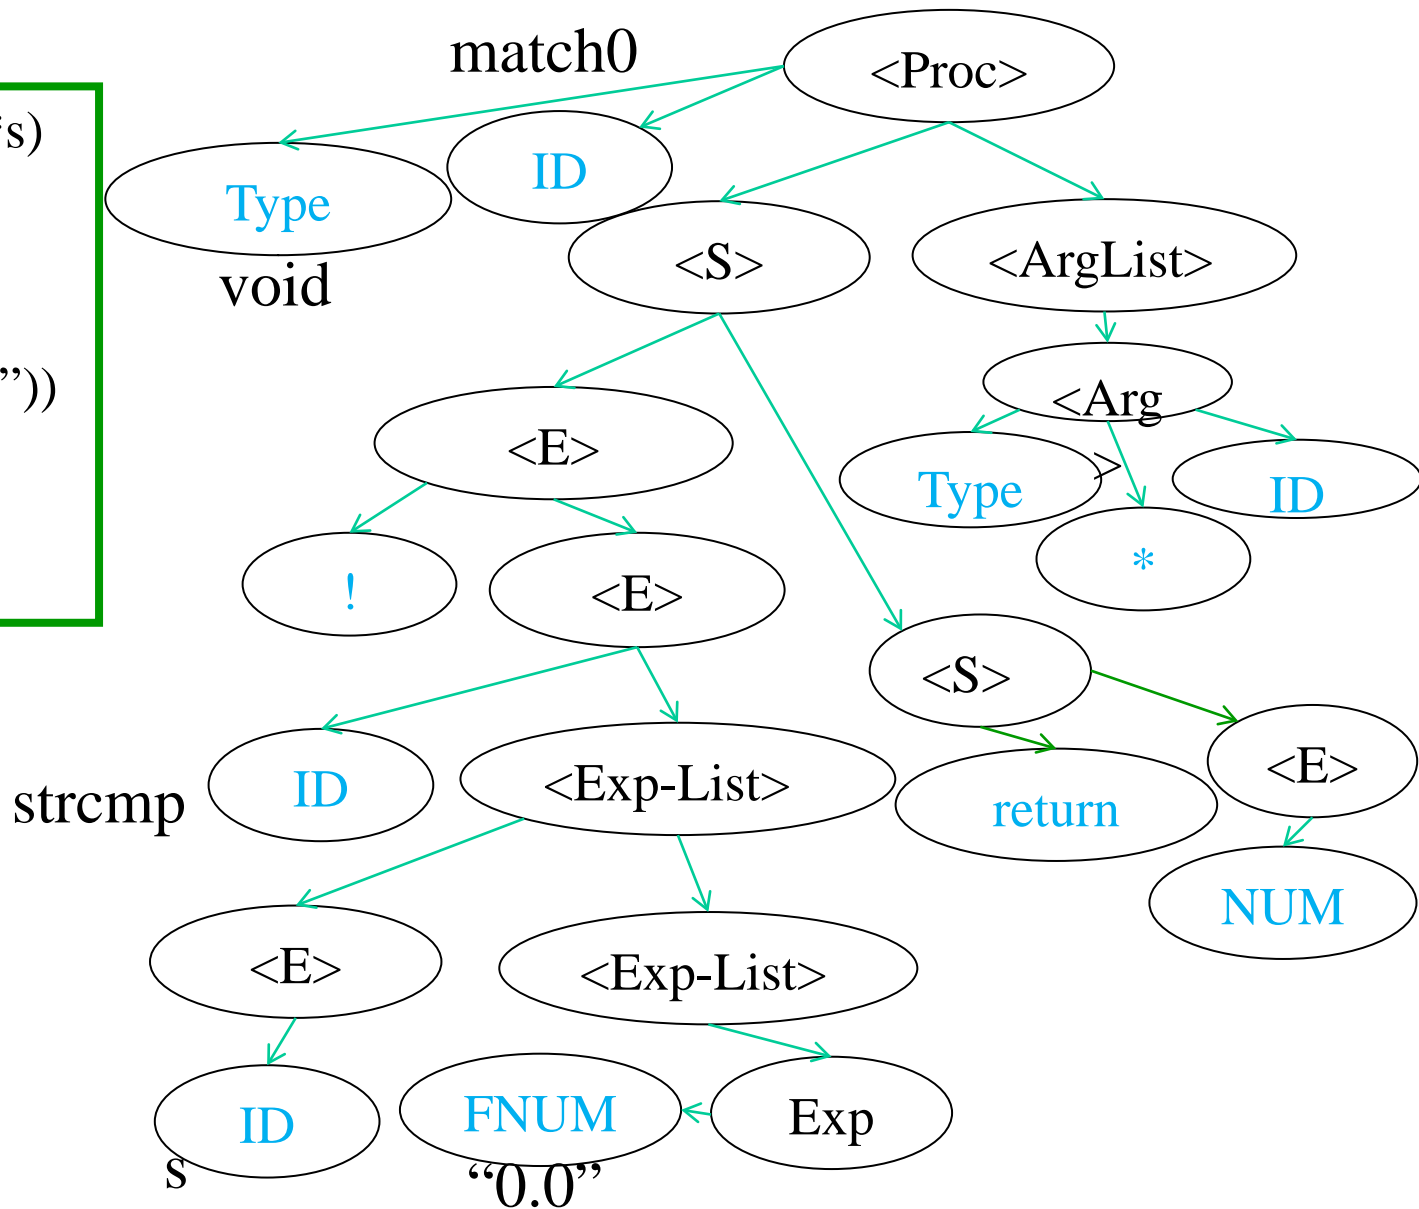 match0
<Proc>
s)
ID
Type
<S>
<ArgList>
void
”))
<Arg
>
<E>
Type
ID
*
!
<E>
<S>
<E>
ID
<Exp-List>
strcmp
return
NUM
<E>
<Exp-List>
ID
FNUM
Exp
s
“0.0”